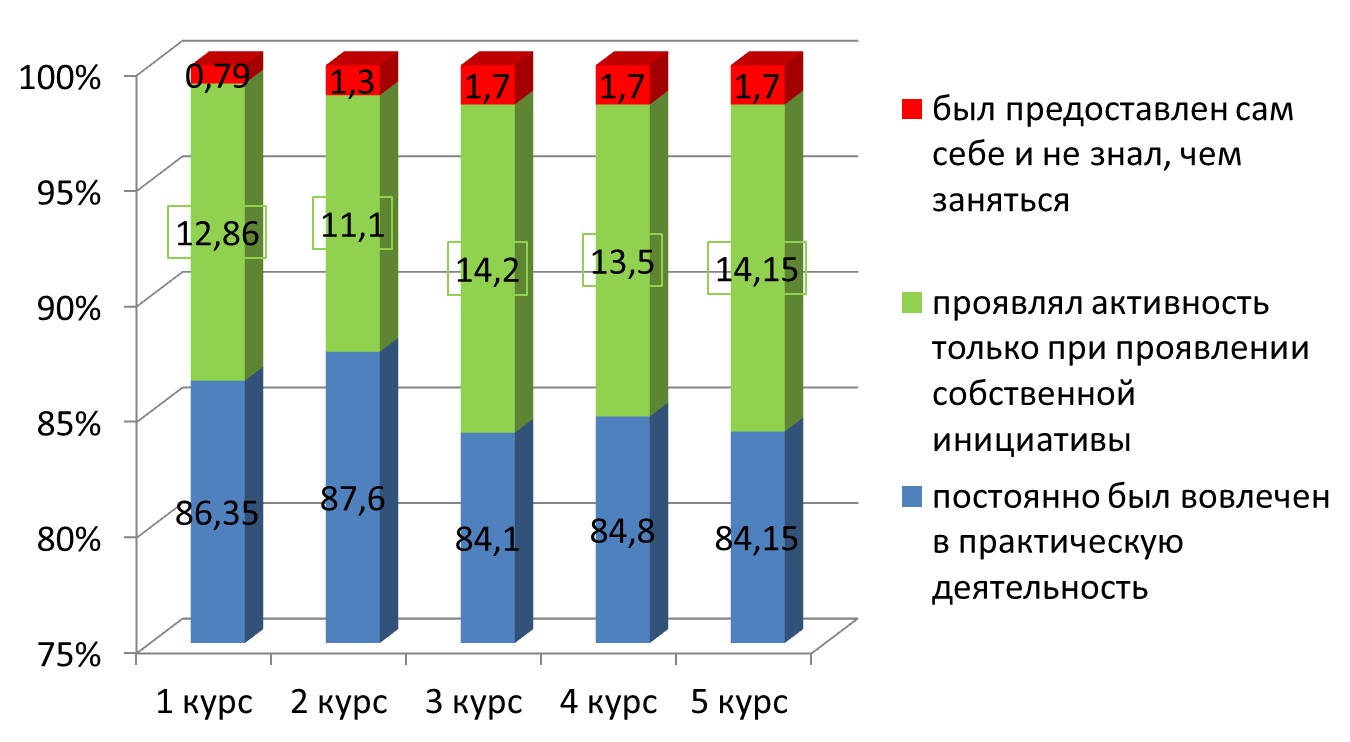 100%
95%
90%
85%
80%
75%
0,79
1,3
1,7
1,7
1,7
12,86
11,1
14,2
13,5
14,15
86,35
87,6
84,1
84,8
84,15
1 курс
2 курс
3 курс
4 курс
5 курс
был предоставлен сам
себе и не знал, чем
заняться
проявлял активность
только при проявлении
собственной
инициативы
постоянно был вовлечен
в практическую
деятельность